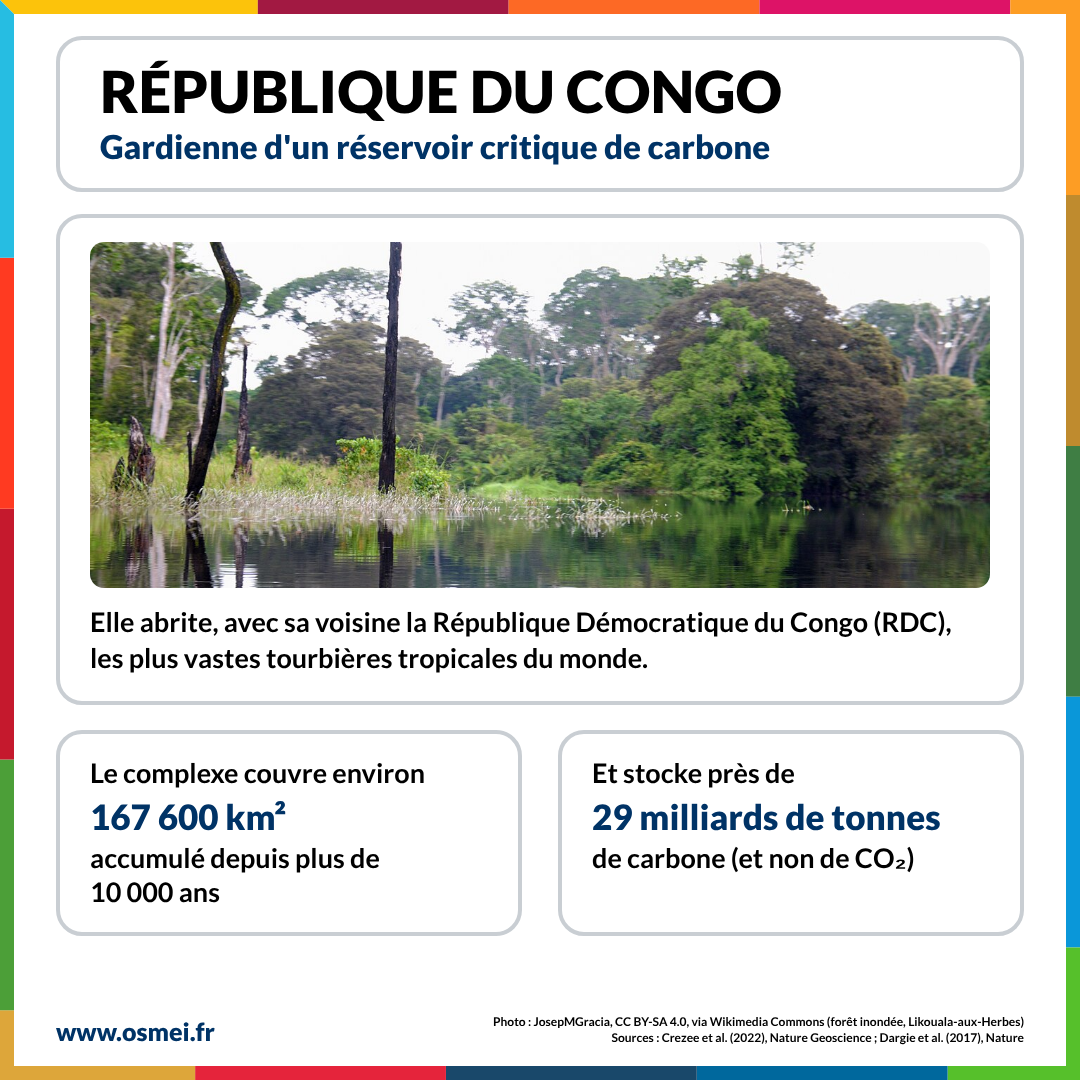 RÉPUBLIQUE DU CONGO
Gardienne d'un réservoir critique de carbone
Elle abrite, avec sa voisine la République Démocratique du Congo (RDC),
les plus vastes tourbières tropicales du monde.
Le complexe couvre environ
167 600 km²
accumulé depuis plus de
10 000 ans
Et stocke près de
29 milliards de tonnes
de carbone (et non de CO₂)
www.osmei.fr
Photo : JosepMGracia, CC BY-SA 4.0, via Wikimedia Commons (forêt inondée, Likouala-aux-Herbes)
Sources : Crezee et al. (2022), Nature Geoscience ; Dargie et al. (2017), Nature